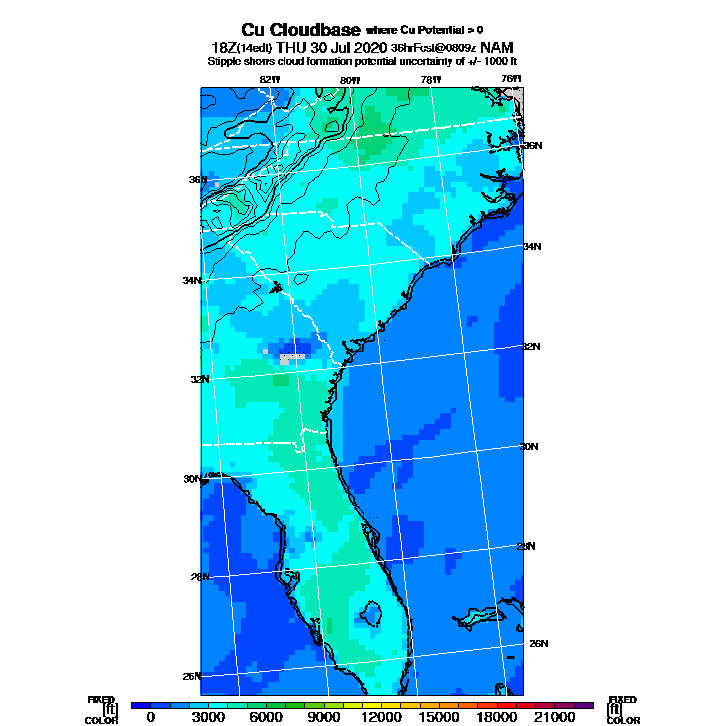 Cu Cloudbase where Cu Potential > 0
18Z(14edt) THU 30 Jul 2020 36hrFcst@0809z NAM
Stipple shows cloud formation potential uncertainty of +/- 1000 ft
82W 80W 78W 76W
36N
36N
34N
34N
32N
32N
30N
30N
28N
28N
26N
26N
FIXED FIXED
[ft] 0 3000 6000 9000 12000 15000 18000 21000 [ft]
COLOR COLOR